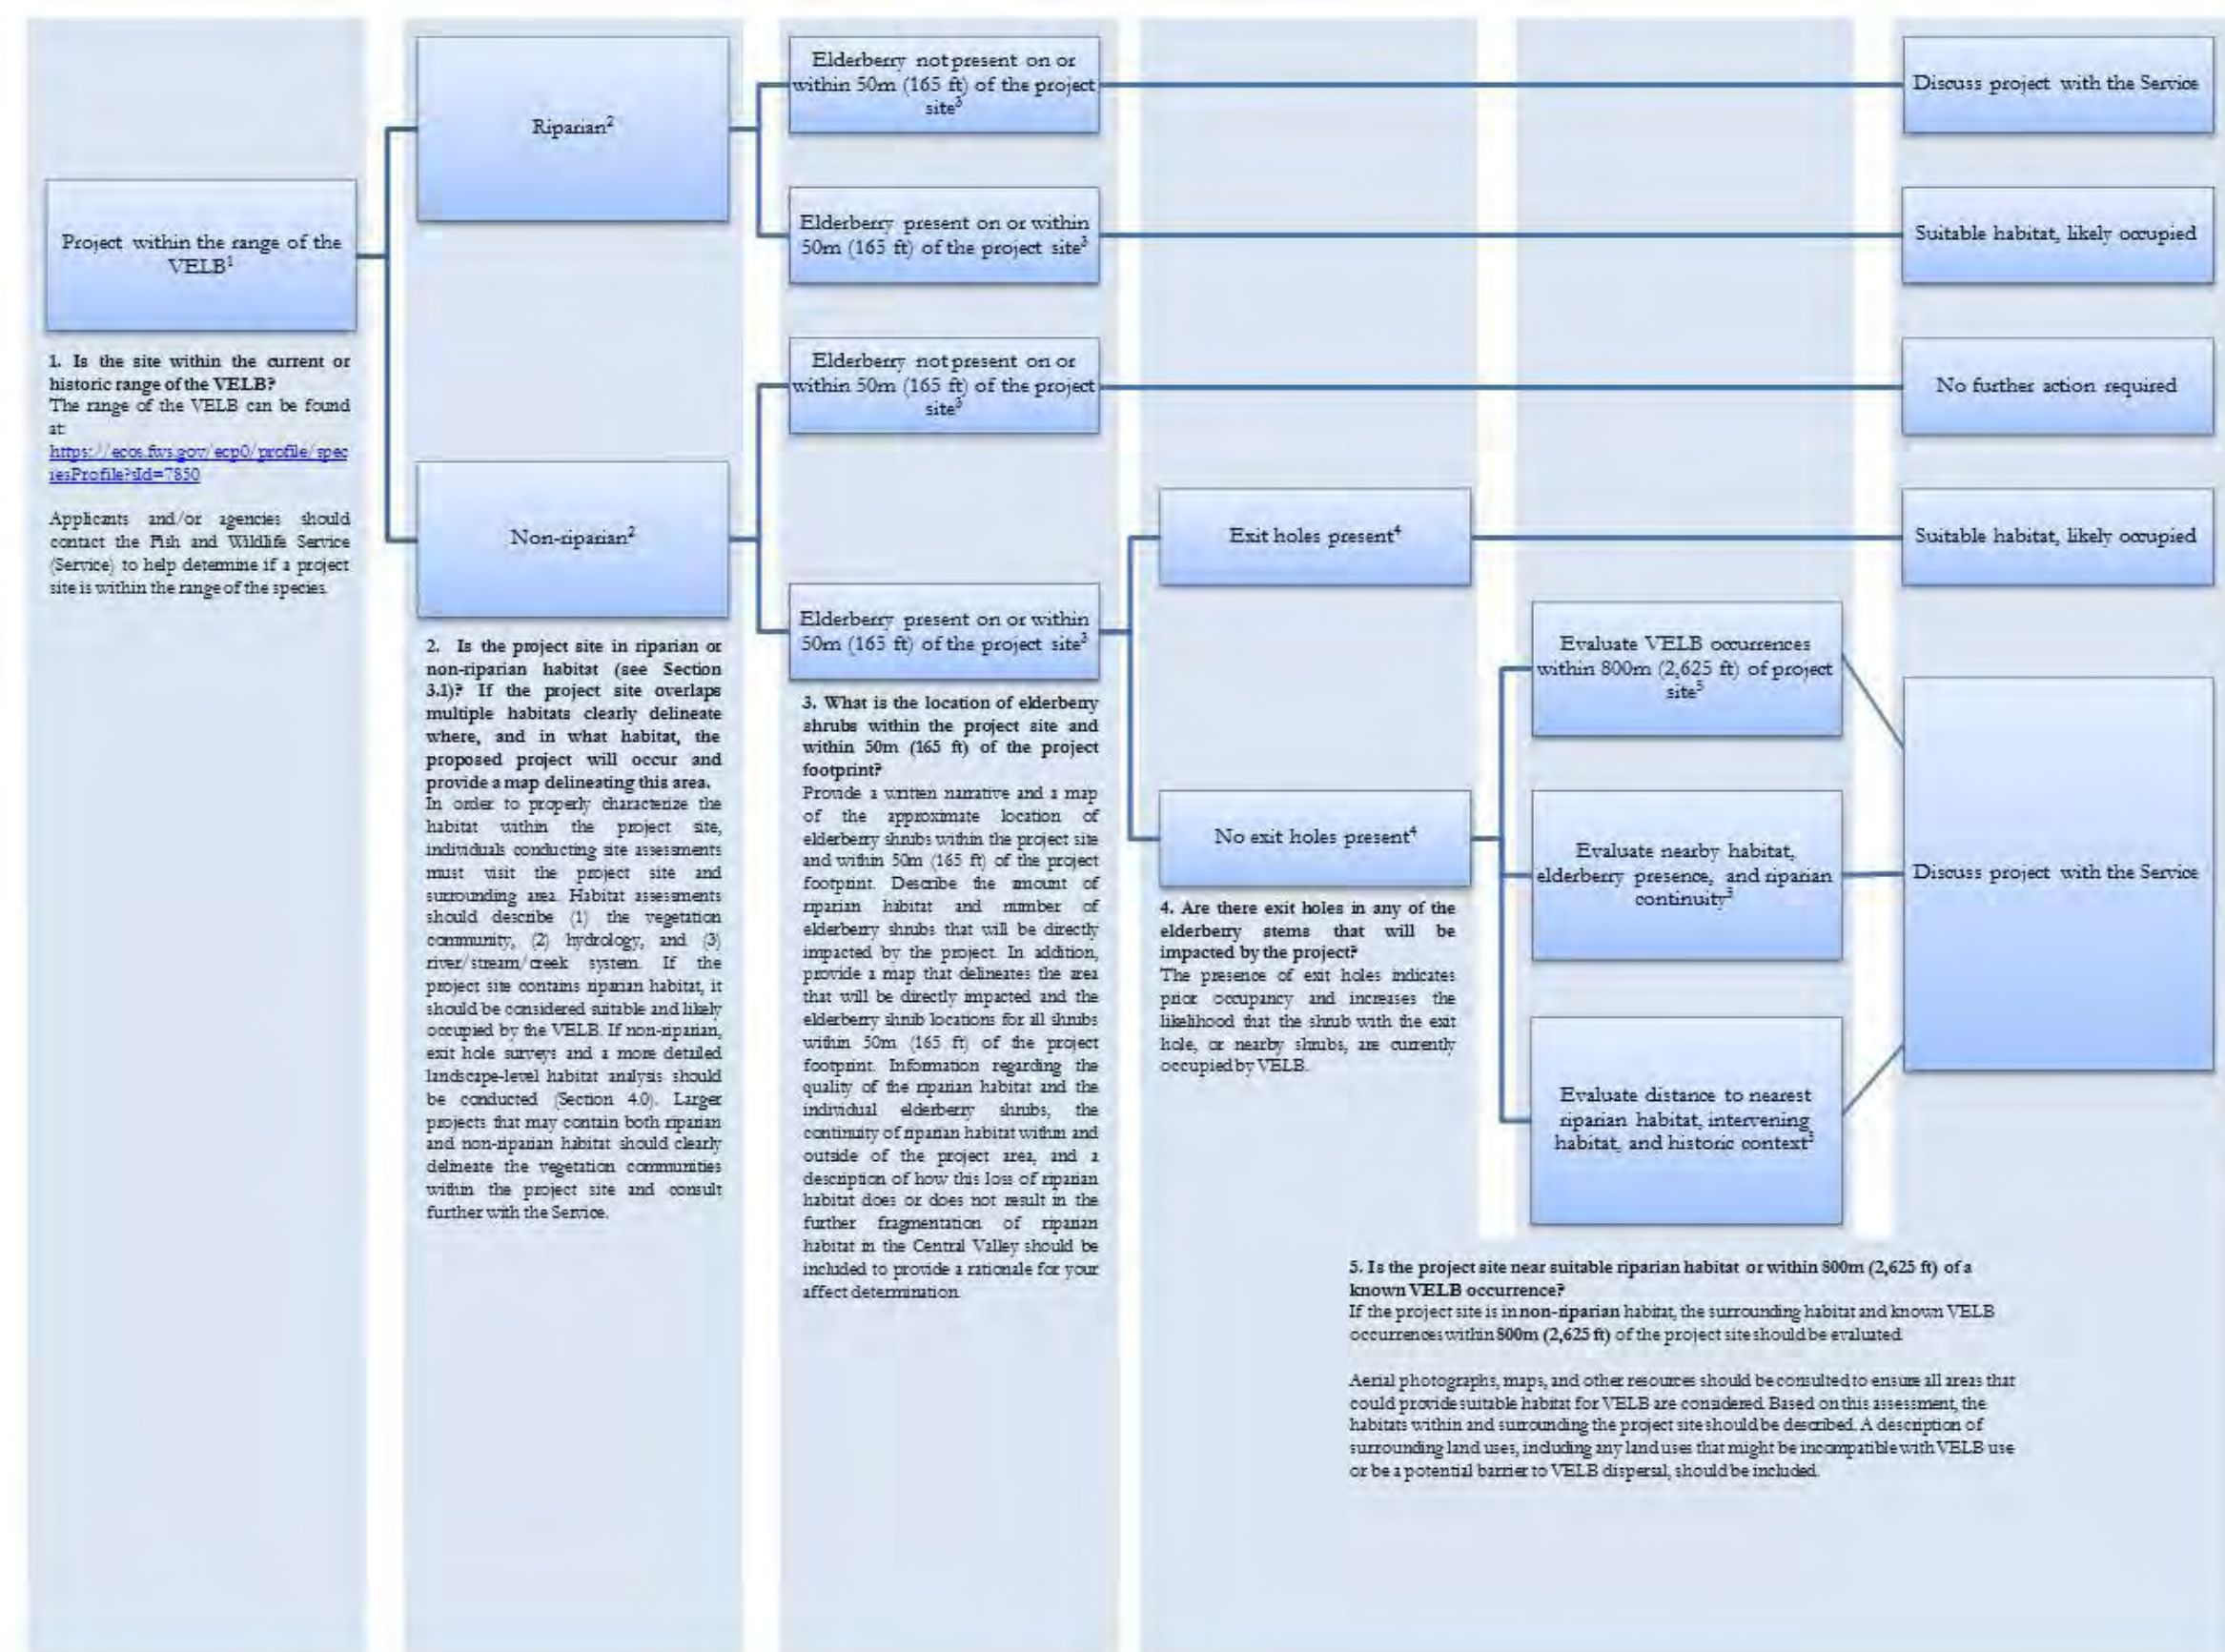 Project within the range of the
VELB¹
1. Is the site within the current or
historic range of the VELB?
The range of the VELB can be found
at:
https://ecos.fws.gov/ecp0/profile/spec
iesProfile?sId=7850
Applicants and/or agencies should
contact the Fish and Wildlife Service
(Service) to help determine if a project
site is within the range of the species.
Riparian²
Non-riparian²
2. Is the project site in riparian or
non-riparian habitat (see Section
3.1)? If the project site overlaps
multiple habitats clearly delineate
where, and in what habitat, the
proposed project will occur and
provide a map delineating this area.
In order to properly characterize the
habitat within the project site,
individuals conducting site assessments
must visit the project site and
surrounding area. Habitat assessments
should describe (1) the vegetation
community, (2) hydrology, and (3)
river/stream/creek system. If the
project site contains riparian habitat, it
should be considered suitable and likely
occupied by the VELB. If non-riparian,
exit hole surveys and a more detailed
landscape-level habitat analysis should
be conducted (Section 4.0). Larger
projects that may contain both riparian
and non-riparian habitat should clearly
delineate the vegetation communities
within the project site and consult
further with the Service.
Elderberry not present on or
within 50m (165 ft) of the project
site³
Elderberry present on or within
50m (165 ft) of the project site³
Elderberry not present on or
within 50m (165 ft) of the project
site³
Elderberry present on or within
50m (165 ft) of the project site³
3. What is the location of elderberry
shrubs within the project site and
within 50m (165 ft) of the project
footprint?
Provide a written narrative and a map
of the approximate location of
elderberry shrubs within the project site
and within 50m (165 ft) of the project
footprint. Describe the amount of
riparian habitat and number of
elderberry shrubs that will be directly
impacted by the project. In addition,
provide a map that delineates the area
that will be directly impacted and the
elderberry shrub locations for all shrubs
within 50m (165 ft) of the project
footprint. Information regarding the
quality of the riparian habitat and the
individual elderberry shrubs, the
continuity of riparian habitat within and
outside of the project area, and a
description of how this loss of riparian
habitat does or does not result in the
further fragmentation of riparian
habitat in the Central Valley should be
included to provide a rationale for your
affect determination.
Exit holes present⁴
No exit holes present⁴
4. Are there exit holes in any of the
elderberry stems that will be
impacted by the project?
The presence of exit holes indicates
prior occupancy and increases the
likelihood that the shrub with the exit
hole, or nearby shrubs, are currently
occupied by VELB.
Evaluate VELB occurrences
within 800m (2,625 ft) of project
site⁵
Evaluate nearby habitat,
elderberry presence, and riparian
continuity⁵
Evaluate distance to nearest
riparian habitat, intervening
habitat, and historic context⁵
5. Is the project site near suitable riparian habitat or within 800m (2,625 ft) of a
known VELB occurrence?
If the project site is in non-riparian habitat, the surrounding habitat and known VELB
occurrences within 800m (2,625 ft) of the project site should be evaluated.
Aerial photographs, maps, and other resources should be consulted to ensure all areas that
could provide suitable habitat for VELB are considered. Based on this assessment, the
habitats within and surrounding the project site should be described. A description of
surrounding land uses, including any land uses that might be incompatible with VELB use
or be a potential barrier to VELB dispersal, should be included.
Discuss project with the Service
Suitable habitat, likely occupied
No further action required
Suitable habitat, likely occupied
Discuss project with the Service